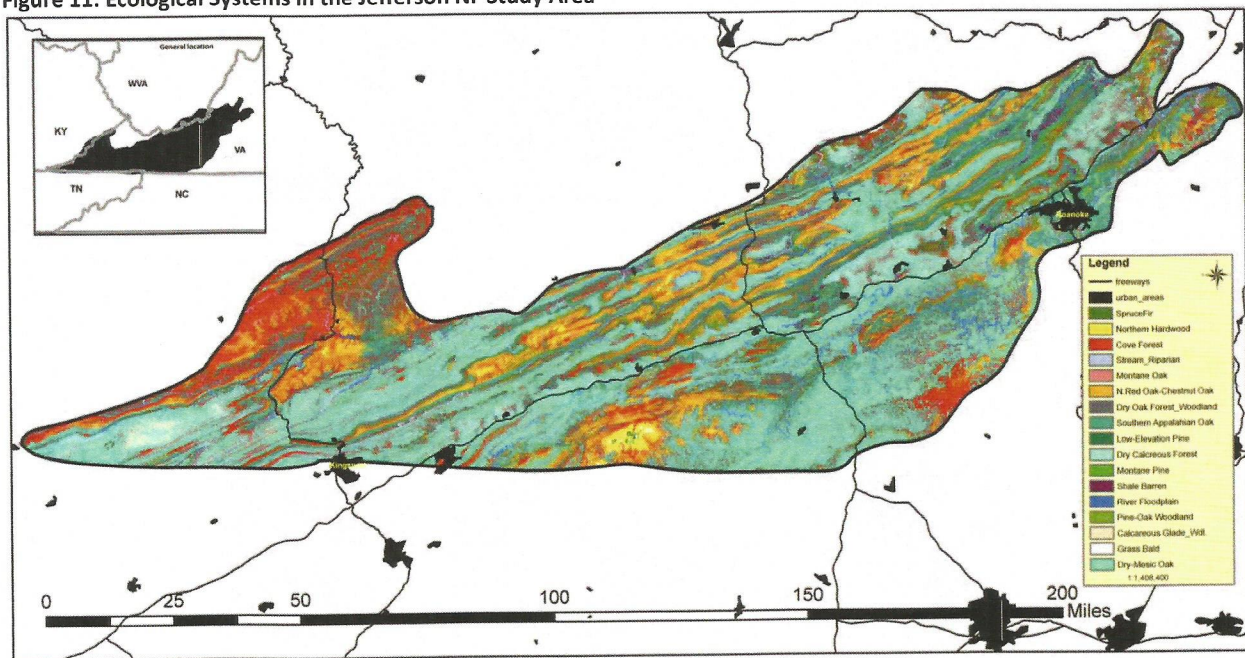 Figure 11. Ecological Systems in the Jefferson NF Study Area
General location
WVA
KY
VA
TN
NC
Roanoke
Kingsport
Legend
freeways
urban_areas
SpruceFir
Northern Hardwood
Cove Forest
Stream_Riparian
Montane Oak
N.Red Oak-Chestnut Oak
Dry Oak Forest_Woodland
Southern Appalahian Oak
Low-Elevation Pine
Dry Calcreous Forest
Montane Pine
Shale Barren
River Floodplain
Pine-Oak Woodland
Calcareous Glade_Wdl.
Grass Bald
Dry-Mesic Oak
1:1,408,400
0 25 50 100 150 200
Miles